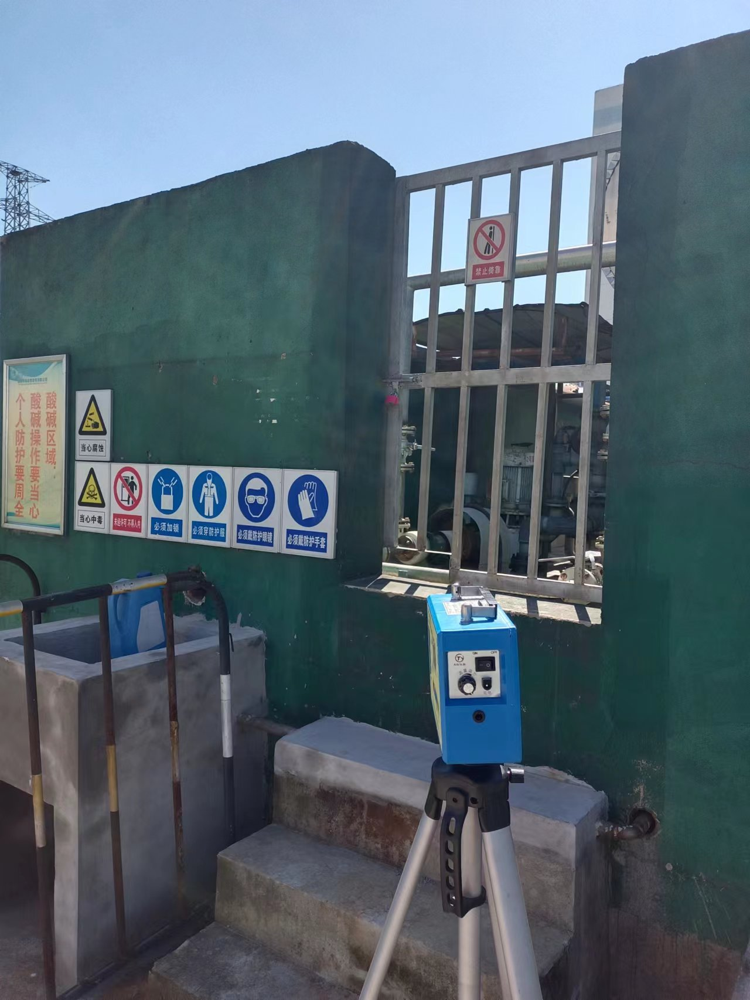 禁止倚靠
酸碱区域
酸碱操作要当心
个人防护要周全
当心腐蚀
当心中毒
未经许可 不得入内
必须加锁
必须穿防护服
必须戴防护眼镜
必须戴防护手套
ON
OFF